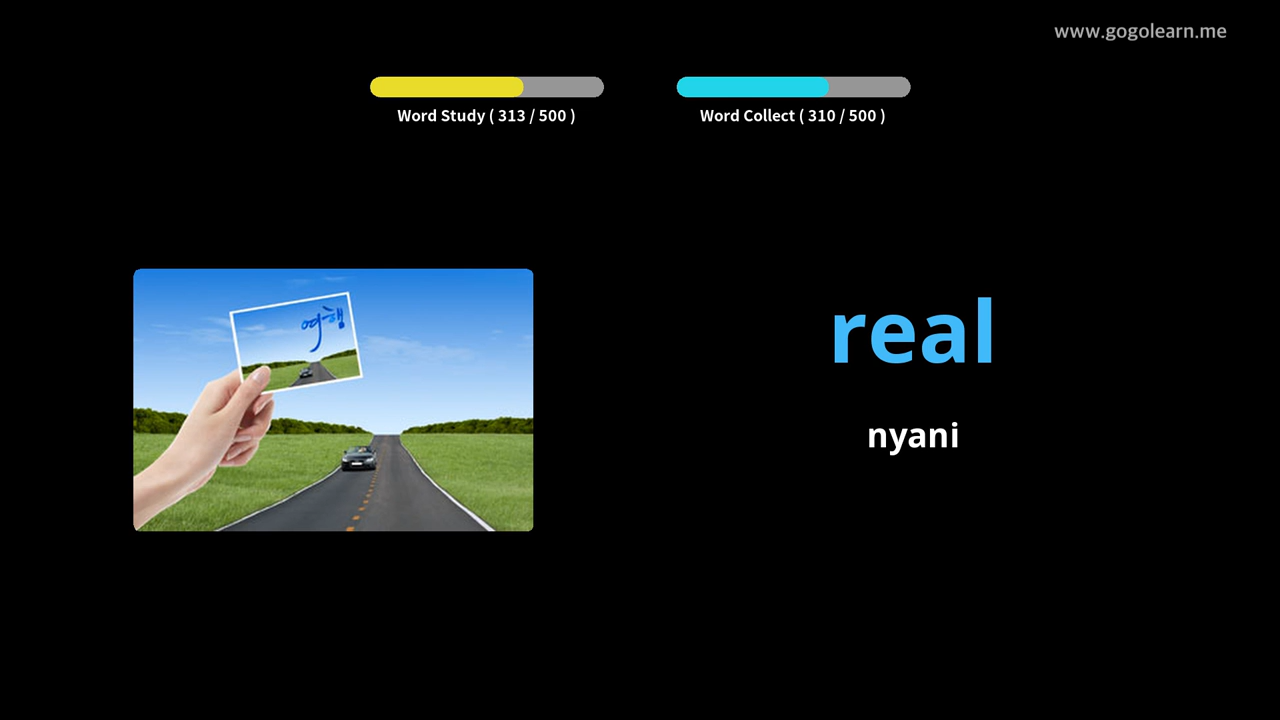 www.gogolearn.me
Word Study ( 313 / 500 )
Word Collect ( 310 / 500 )
여행
real
nyani